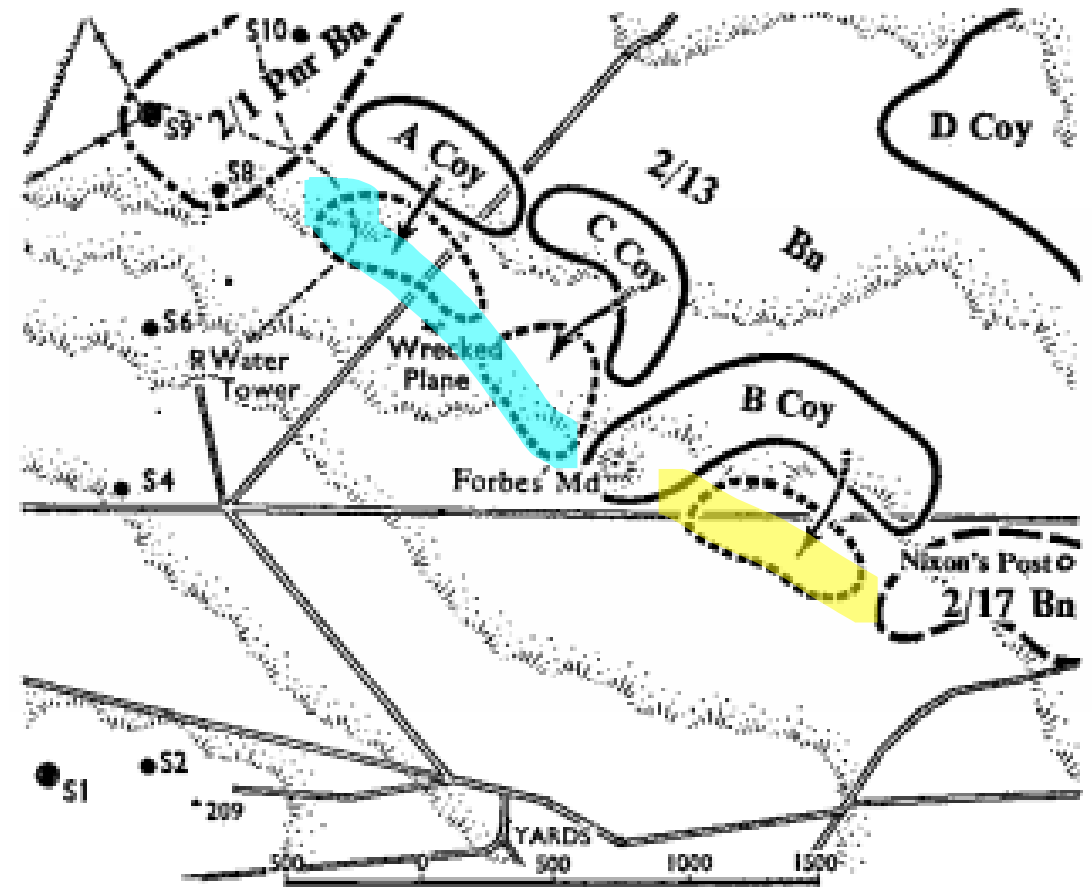 S10
2/1 Pnr Bn
S9
S8
A Coy
2/13
Bn
D Coy
C Coy
S6
R Water
Tower
Wrecked
Plane
B Coy
S4
Forbes' Md
Nixon's Post
2/17 Bn
S2
S1
209
YARDS
500 0 500 1000 1500